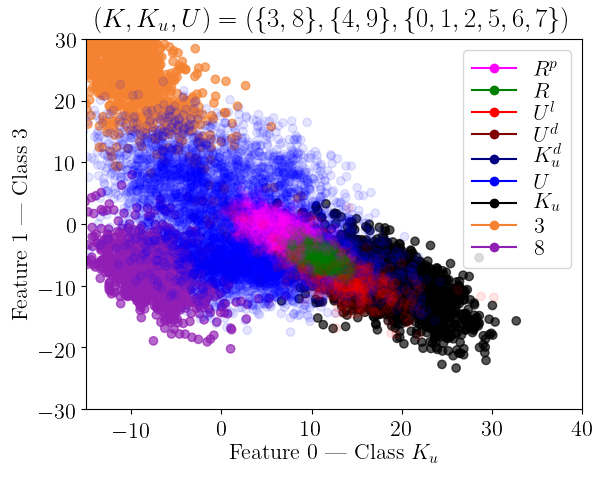 (K, K_u, U) = ({3, 8}, {4, 9}, {0, 1, 2, 5, 6, 7})
30
20
10
0
−10
−20
−30
−10
0
10
20
30
40
Feature 1 — Class 3
Feature 0 — Class K_u
R^p
R
U^l
U^d
K_u^d
U
K_u
3
8